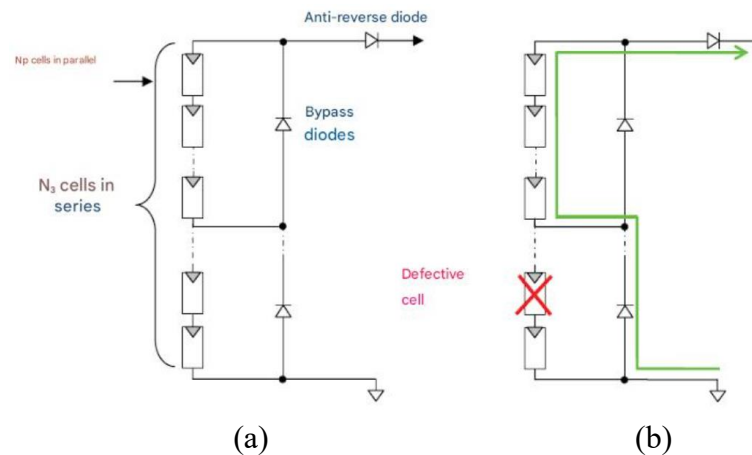 Anti-reverse diode
Np cells in parallel
Bypass
diodes
N₃ cells in
series
Defective
cell
(a)
(b)